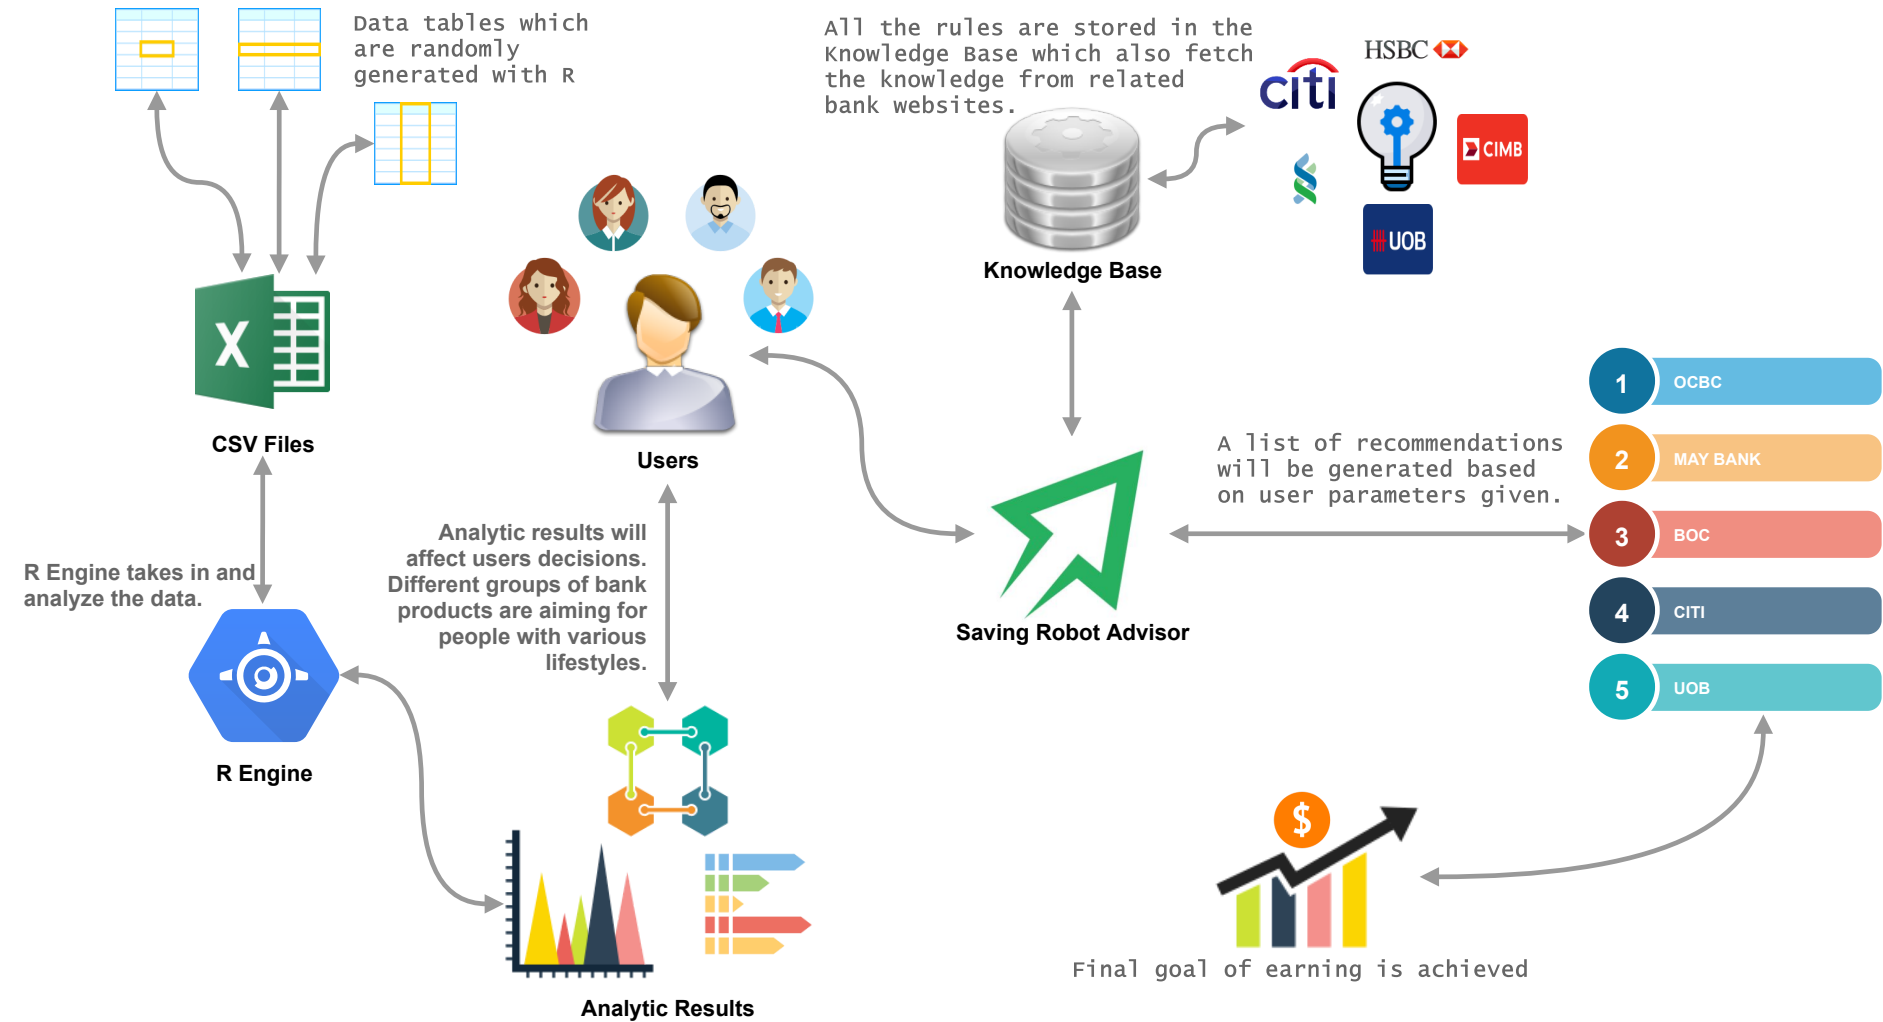 Data tables which
are randomly
generated with R
All the rules are stored in the
Knowledge Base which also fetch
the knowledge from related
bank websites.
HSBC
citi
CIMB
UOB
Knowledge Base
X
CSV Files
Users
1 OCBC
2 MAY BANK
3 BOC
4 CITI
5 UOB
A list of recommendations
will be generated based
on user parameters given.
Analytic results will
affect users decisions.
Different groups of bank
products are aiming for
people with various
lifestyles.
R Engine takes in and
analyze the data.
Saving Robot Advisor
R Engine
$
Final goal of earning is achieved
Analytic Results